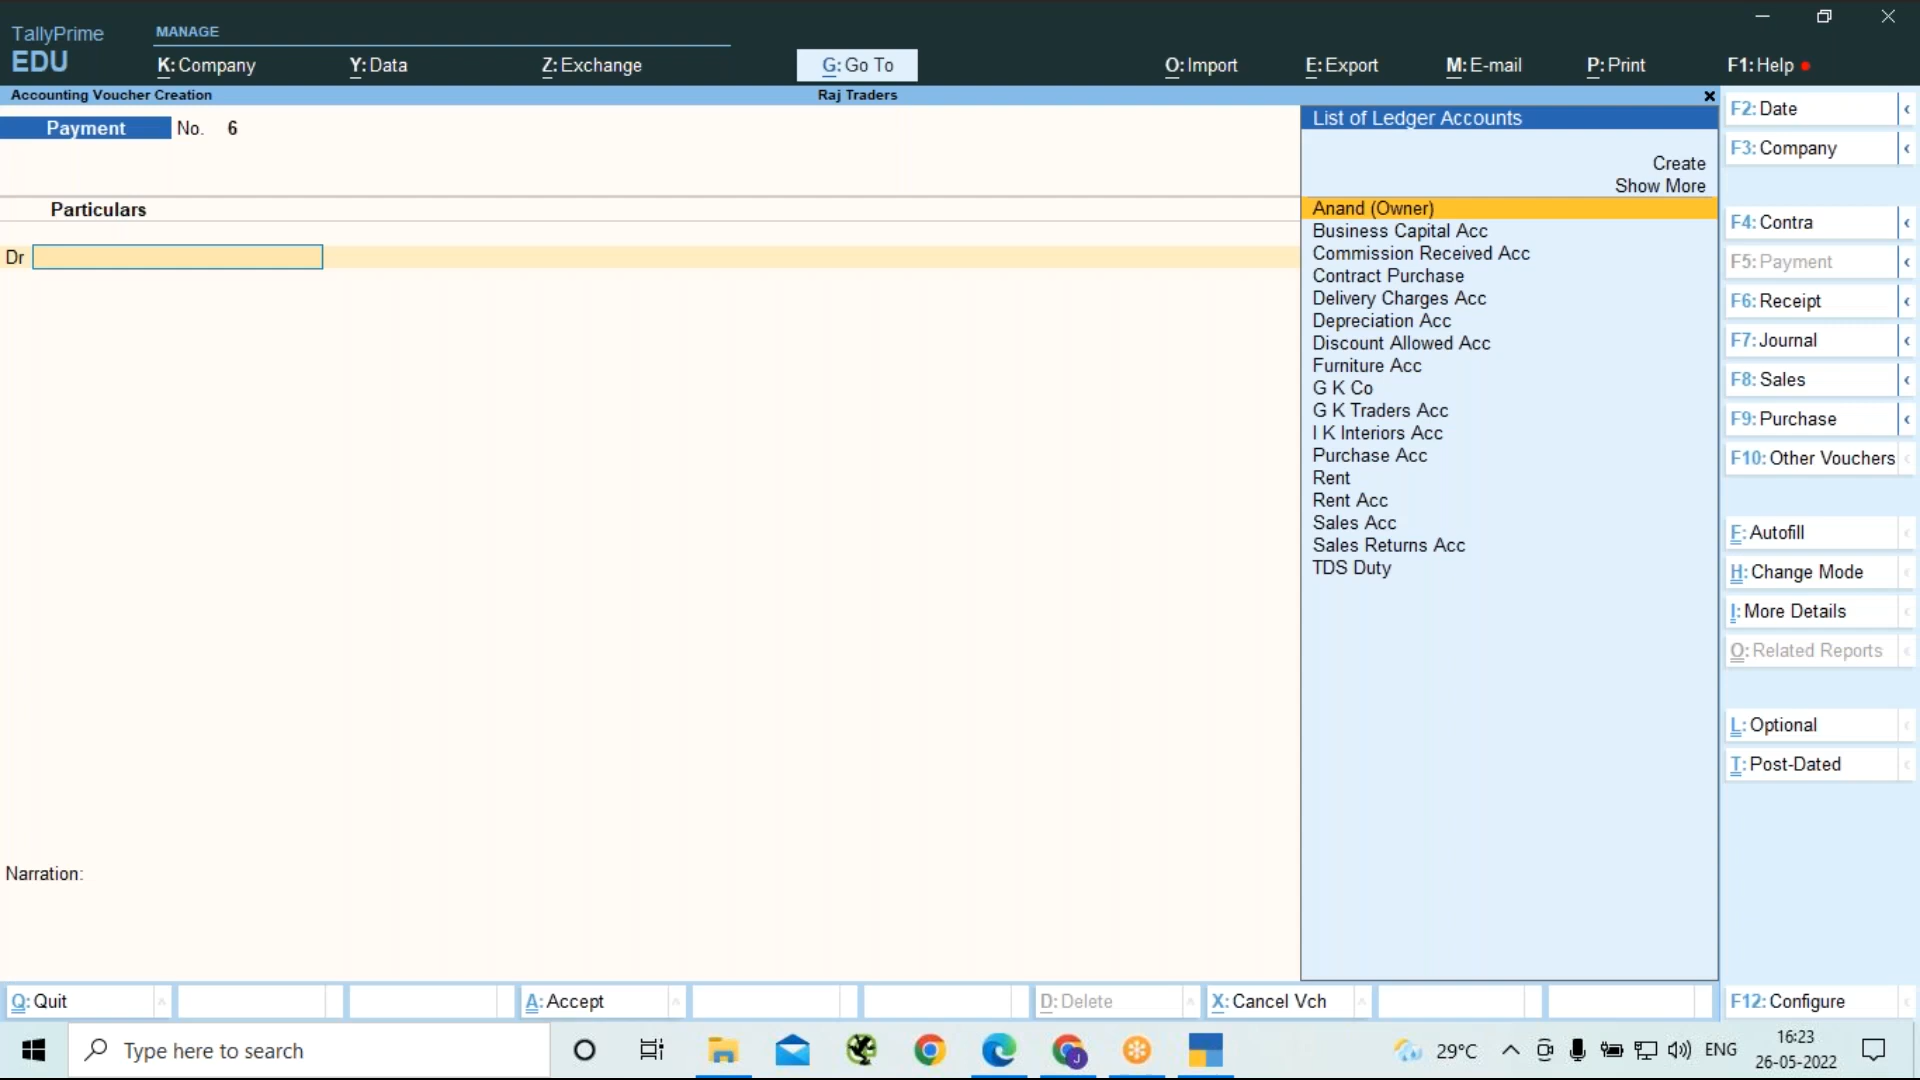 TallyPrime
EDU
MANAGE
K: Company
Y: Data
Z: Exchange
G: Go To
O: Import
E: Export
M: E-mail
P: Print
F1: Help
Accounting Voucher Creation
Raj Traders
Payment No. 6
Particulars
Dr
Narration:
List of Ledger Accounts
Create
Show More
Anand (Owner)
Business Capital Acc
Commission Received Acc
Contract Purchase
Delivery Charges Acc
Depreciation Acc
Discount Allowed Acc
Furniture Acc
G K Co
G K Traders Acc
I K Interiors Acc
Purchase Acc
Rent
Rent Acc
Sales Acc
Sales Returns Acc
TDS Duty
F2: Date
F3: Company
F4: Contra
F5: Payment
F6: Receipt
F7: Journal
F8: Sales
F9: Purchase
F10: Other Vouchers
F: Autofill
H: Change Mode
I: More Details
O: Related Reports
L: Optional
T: Post-Dated
F12: Configure
Q: Quit
A: Accept
D: Delete
X: Cancel Vch
Type here to search
J
29°C
ENG
16:23
26-05-2022